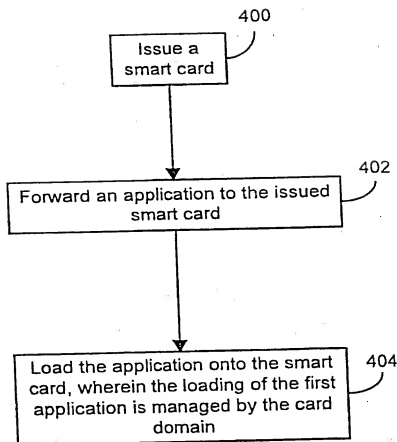 400
Issue a
smart card
402
Forward an application to the issued
smart card
404
Load the application onto the smart
card, wherein the loading of the first
application is managed by the card
domain